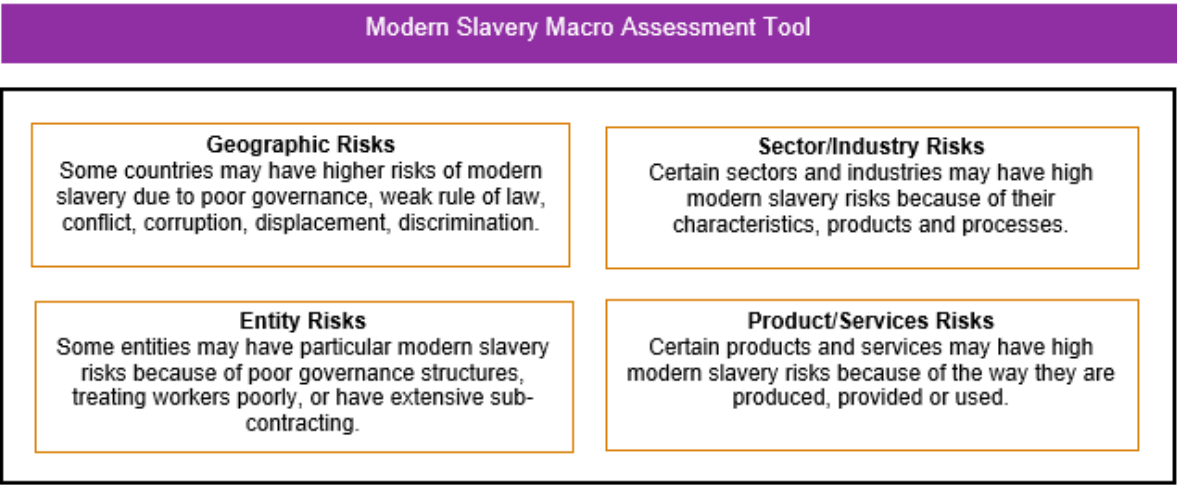 Modern Slavery Macro Assessment Tool
Geographic Risks
Some countries may have higher risks of modern
slavery due to poor governance, weak rule of law,
conflict, corruption, displacement, discrimination.
Sector/Industry Risks
Certain sectors and industries may have high
modern slavery risks because of their
characteristics, products and processes.
Entity Risks
Some entities may have particular modern slavery
risks because of poor governance structures,
treating workers poorly, or have extensive sub-
contracting.
Product/Services Risks
Certain products and services may have high
modern slavery risks because of the way they are
produced, provided or used.